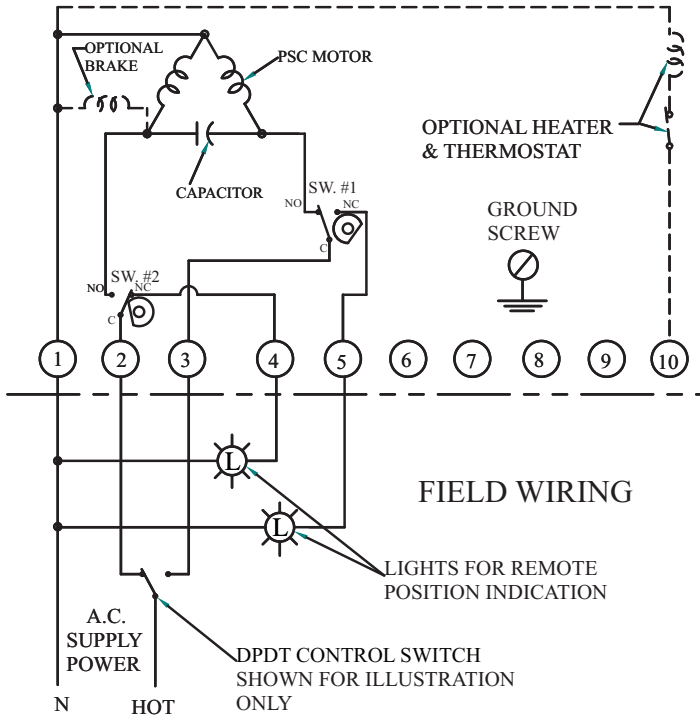 OPTIONAL
BRAKE
PSC MOTOR
CAPACITOR
OPTIONAL HEATER
& THERMOSTAT
SW. #1
NO
NC
C
GROUND
SCREW
SW. #2
NO
NC
C
1
2
3
4
5
6
7
8
9
10
L
FIELD WIRING
L
LIGHTS FOR REMOTE
POSITION INDICATION
A.C.
SUPPLY
POWER
DPDT CONTROL SWITCH
SHOWN FOR ILLUSTRATION
ONLY
N
HOT